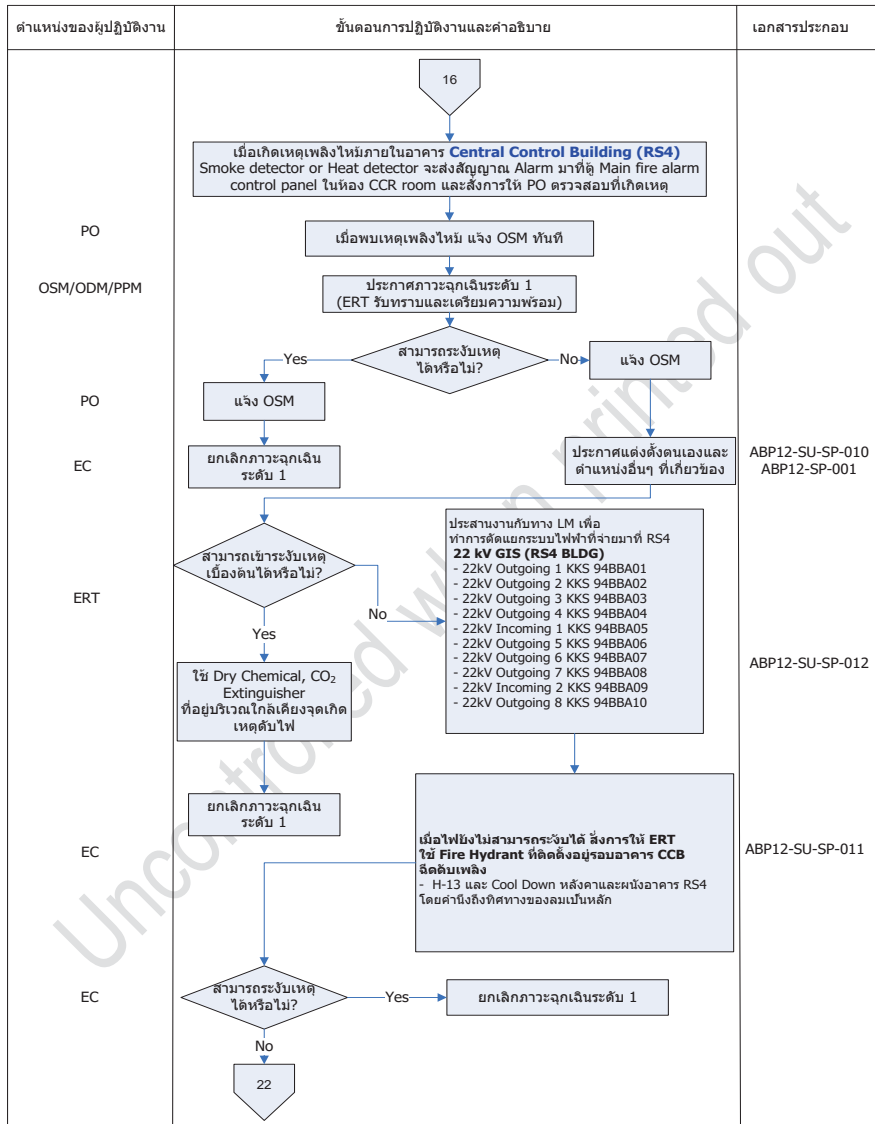 ตำแหน่งของผู้ปฏิบัติงาน
ขั้นตอนการปฏิบัติงานและคำอธิบาย
เอกสารประกอบ
16
เมื่อเกิดเหตุเพลิงไหม้ภายในอาคาร Central Control Building (RS4)
Smoke detector or Heat detector จะส่งสัญญาณ Alarm มาที่ตู้ Main fire alarm
control panel ในห้อง CCR room และสั่งการให้ PO ตรวจสอบที่เกิดเหตุ
PO
เมื่อพบเหตุเพลิงไหม้ แจ้ง OSM ทันที
OSM/ODM/PPM
ประกาศภาวะฉุกเฉินระดับ 1
(ERT รับทราบและเตรียมความพร้อม)
สามารถระงับเหตุ
ได้หรือไม่?
Yes
No
แจ้ง OSM
PO
แจ้ง OSM
EC
ยกเลิกภาวะฉุกเฉิน
ระดับ 1
ประกาศแต่งตั้งตนเองและ
ตำแหน่งอื่นๆ ที่เกี่ยวข้อง
ABP12-SU-SP-010
ABP12-SP-001
สามารถเข้าระงับเหตุ
เบื้องต้นได้หรือไม่?
ERT
No
Yes
ประสานงานกับทาง LM เพื่อ
ทำการตัดแยกระบบไฟฟ้าที่จ่ายมาที่ RS4
22 kV GIS (RS4 BLDG)
- 22kV Outgoing 1 KKS 94BBA01
- 22kV Outgoing 2 KKS 94BBA02
- 22kV Outgoing 3 KKS 94BBA03
- 22kV Outgoing 4 KKS 94BBA04
- 22kV Incoming 1 KKS 94BBA05
- 22kV Outgoing 5 KKS 94BBA06
- 22kV Outgoing 6 KKS 94BBA07
- 22kV Outgoing 7 KKS 94BBA08
- 22kV Incoming 2 KKS 94BBA09
- 22kV Outgoing 8 KKS 94BBA10
ABP12-SU-SP-012
ใช้ Dry Chemical, CO₂
Extinguisher
ที่อยู่บริเวณใกล้เคียงจุดเกิด
เหตุดับไฟ
ยกเลิกภาวะฉุกเฉิน
ระดับ 1
EC
เมื่อไฟยังไม่สามารถระงับได้ สั่งการให้ ERT
ใช้ Fire Hydrant ที่ติดตั้งอยู่รอบอาคาร CCB
ฉีดดับเพลิง
- H-13 และ Cool Down หลังคาและผนังอาคาร RS4
โดยคำนึงถึงทิศทางของลมเป็นหลัก
ABP12-SU-SP-011
EC
สามารถระงับเหตุ
ได้หรือไม่?
Yes
ยกเลิกภาวะฉุกเฉินระดับ 1
No
22
Uncontrolled when printed out